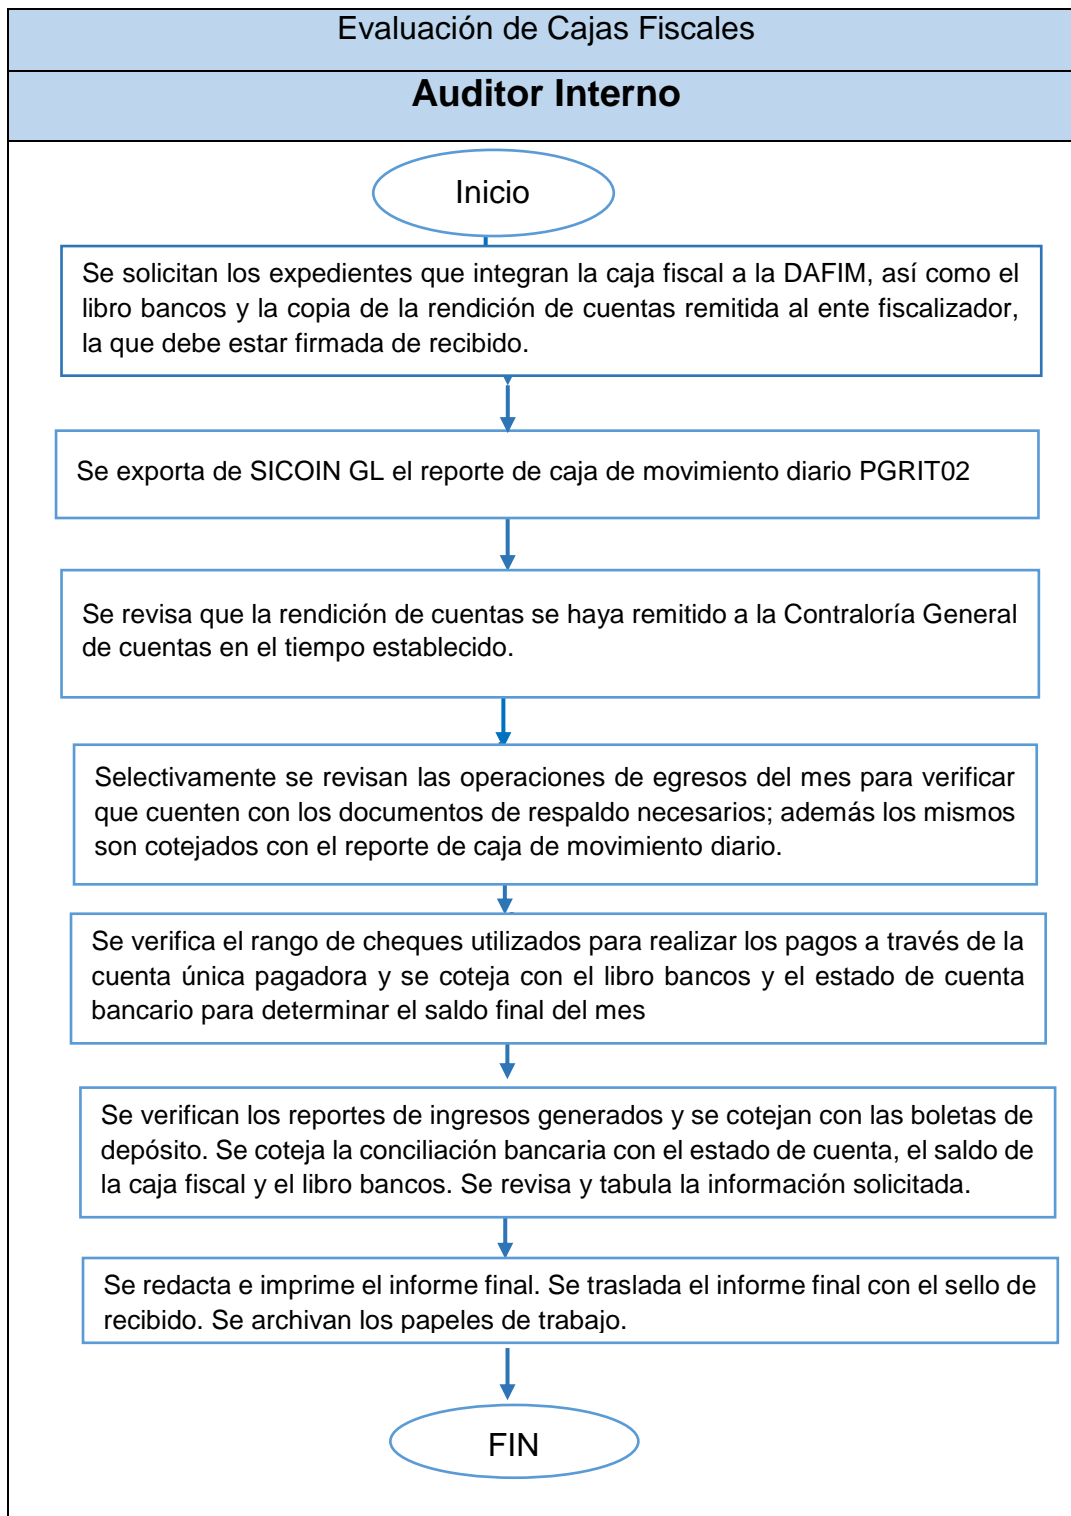 Evaluación de Cajas Fiscales
Auditor Interno
Inicio
Se solicitan los expedientes que integran la caja fiscal a la DAFIM, así como el
libro bancos y la copia de la rendición de cuentas remitida al ente fiscalizador,
la que debe estar firmada de recibido.
Se exporta de SICOIN GL el reporte de caja de movimiento diario PGRIT02
Se revisa que la rendición de cuentas se haya remitido a la Contraloría General
de cuentas en el tiempo establecido.
Selectivamente se revisan las operaciones de egresos del mes para verificar
que cuenten con los documentos de respaldo necesarios; además los mismos
son cotejados con el reporte de caja de movimiento diario.
Se verifica el rango de cheques utilizados para realizar los pagos a través de la
cuenta única pagadora y se coteja con el libro bancos y el estado de cuenta
bancario para determinar el saldo final del mes
Se verifican los reportes de ingresos generados y se cotejan con las boletas de
depósito. Se coteja la conciliación bancaria con el estado de cuenta, el saldo de
la caja fiscal y el libro bancos. Se revisa y tabula la información solicitada.
Se redacta e imprime el informe final. Se traslada el informe final con el sello de
recibido. Se archivan los papeles de trabajo.
FIN